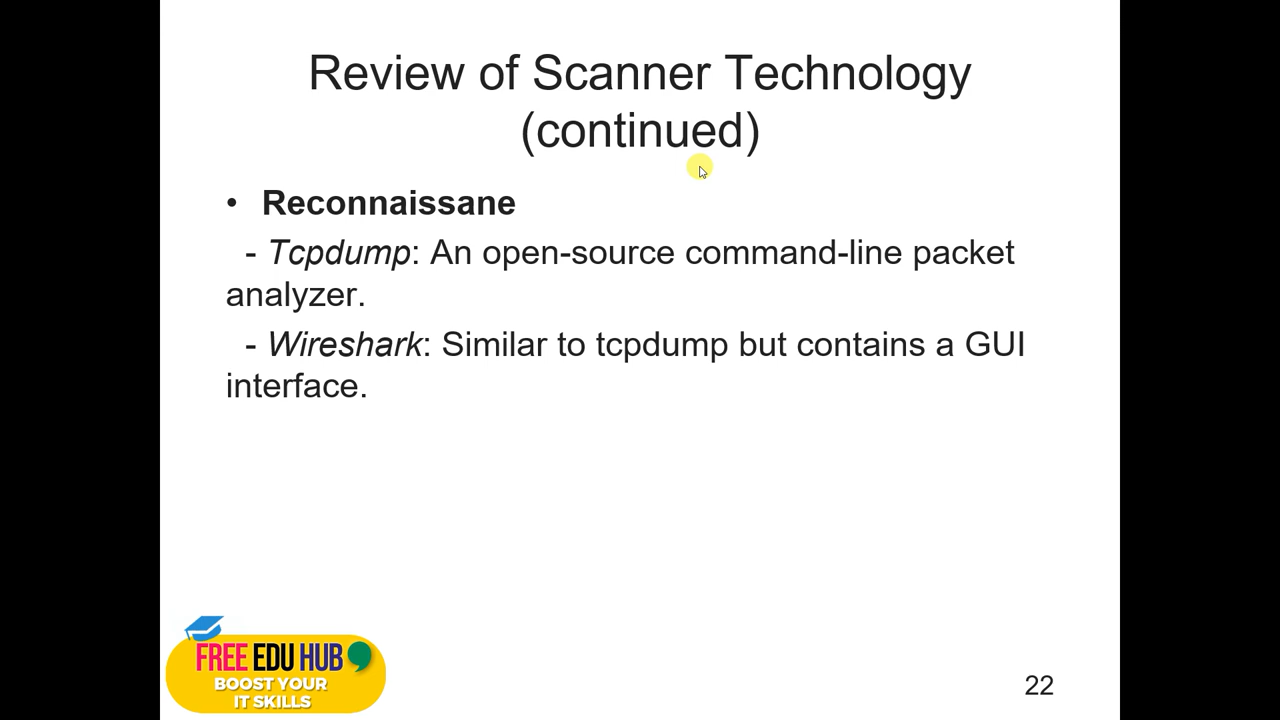 Review of Scanner Technology
(continued)
• Reconnaissane
- Tcpdump: An open-source command-line packet
analyzer.
- Wireshark: Similar to tcpdump but contains a GUI
interface.
FREE EDU HUB
BOOST YOUR
IT SKILLS
22